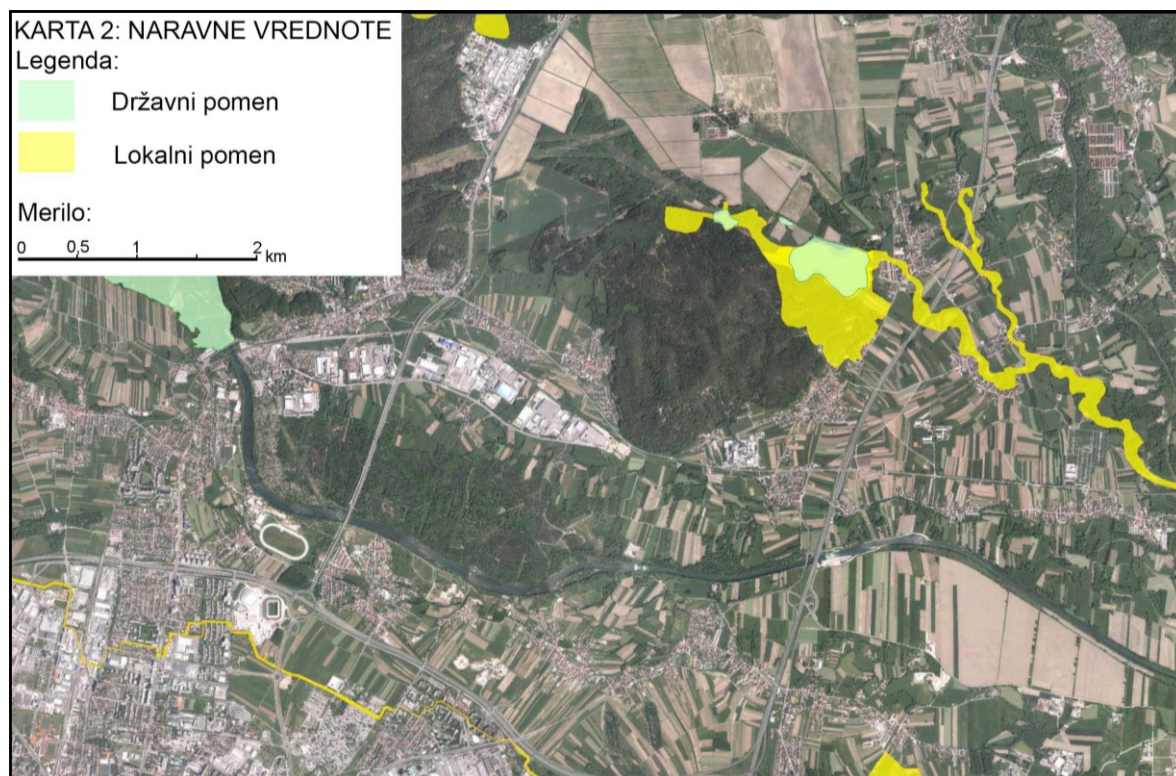 KARTA 2: NARAVNE VREDNOTE
Legenda:
Državni pomen
Lokalni pomen
Merilo:
0 0,5 1 2 km